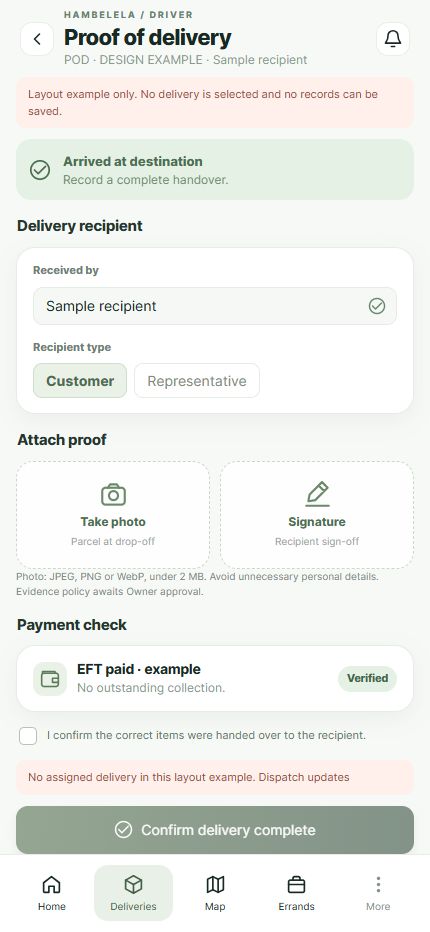 HAMBELELA / DRIVER
Proof of delivery
POD · DESIGN EXAMPLE · Sample recipient
Layout example only. No delivery is selected and no records can be
saved.
Arrived at destination
Record a complete handover.
Delivery recipient
Received by
Sample recipient
Recipient type
Customer Representative
Attach proof
Take photo Signature
Parcel at drop-off Recipient sign-off
Photo: JPEG, PNG or WebP, under 2 MB. Avoid unnecessary personal details.
Evidence policy awaits Owner approval.
Payment check
EFT paid · example
No outstanding collection.
Verified
I confirm the correct items were handed over to the recipient.
No assigned delivery in this layout example. Dispatch updates
Confirm delivery complete
Home Deliveries Map Errands More